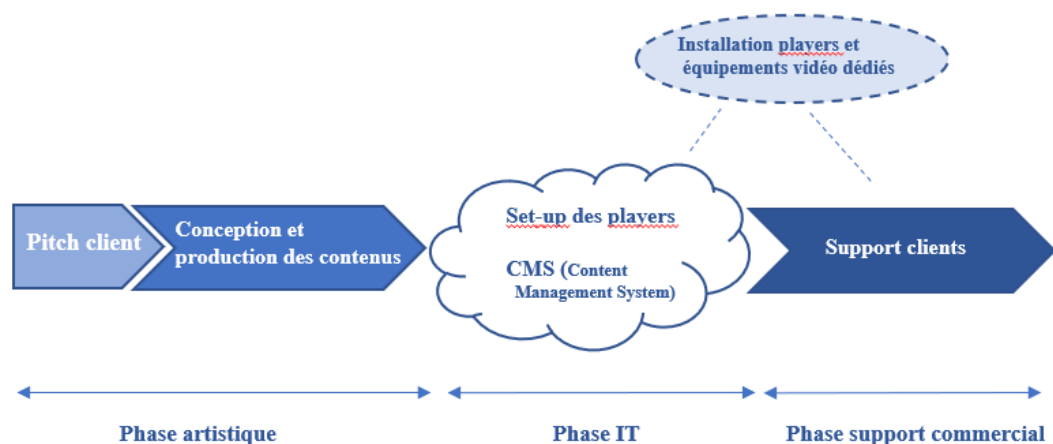 Installation players et
équipements vidéo dédiés
Pitch client
Conception et
production des contenus
Set-up des players
CMS (Content
Management System)
Support clients
Phase artistique
Phase IT
Phase support commercial